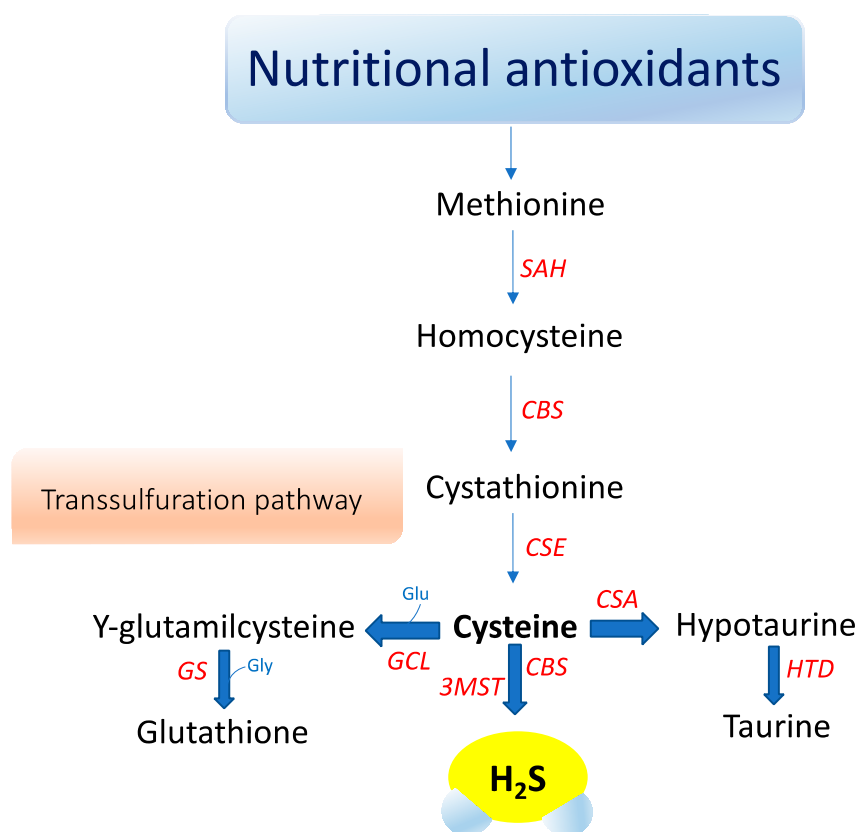 Nutritional antioxidants
Methionine
SAH
Homocysteine
CBS
Cystathionine
Transsulfuration pathway
CSE
Glu
CSA
Y-glutamilcysteine
Cysteine
Hypotaurine
GCL
CBS
GS
Gly
3MST
HTD
Glutathione
Taurine
H₂S